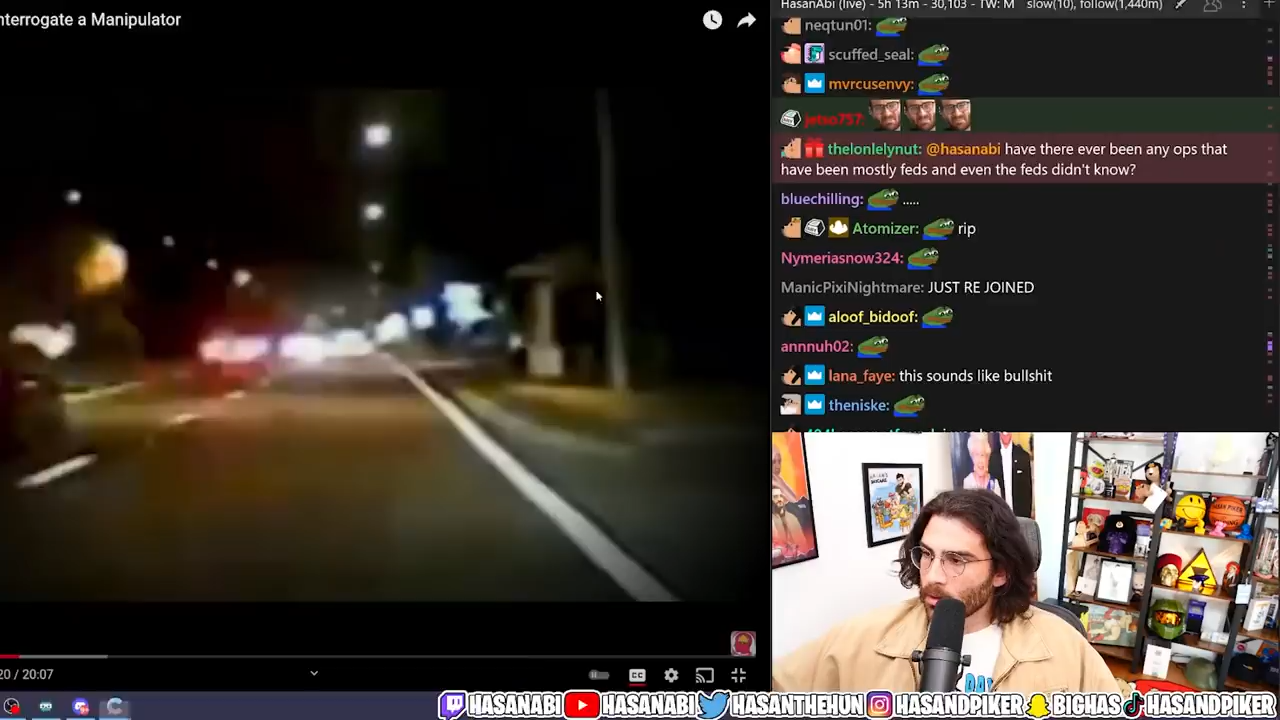 nterrogate a Manipulator
HasanAbi (live) - 5h 13m - 30,103 - TW: M slow(10), follow(1,440m)
neqtun01:
scuffed_seal:
mvrcusenvy:
jetso757:
thelonlelynut: @hasanabi have there ever been any ops that
have been mostly feds and even the feds didn't know?
bluechilling: .....
Atomizer: rip
Nymeriasnow324:
ManicPixiNightmare: JUST RE JOINED
aloof_bidoof:
annnuh02:
lana_faye: this sounds like bullshit
theniske:
20 / 20:07
CC
HASANABI HASANABI HASANTHEHUN HASANDPIKER BIGHAS HASANDPIKER